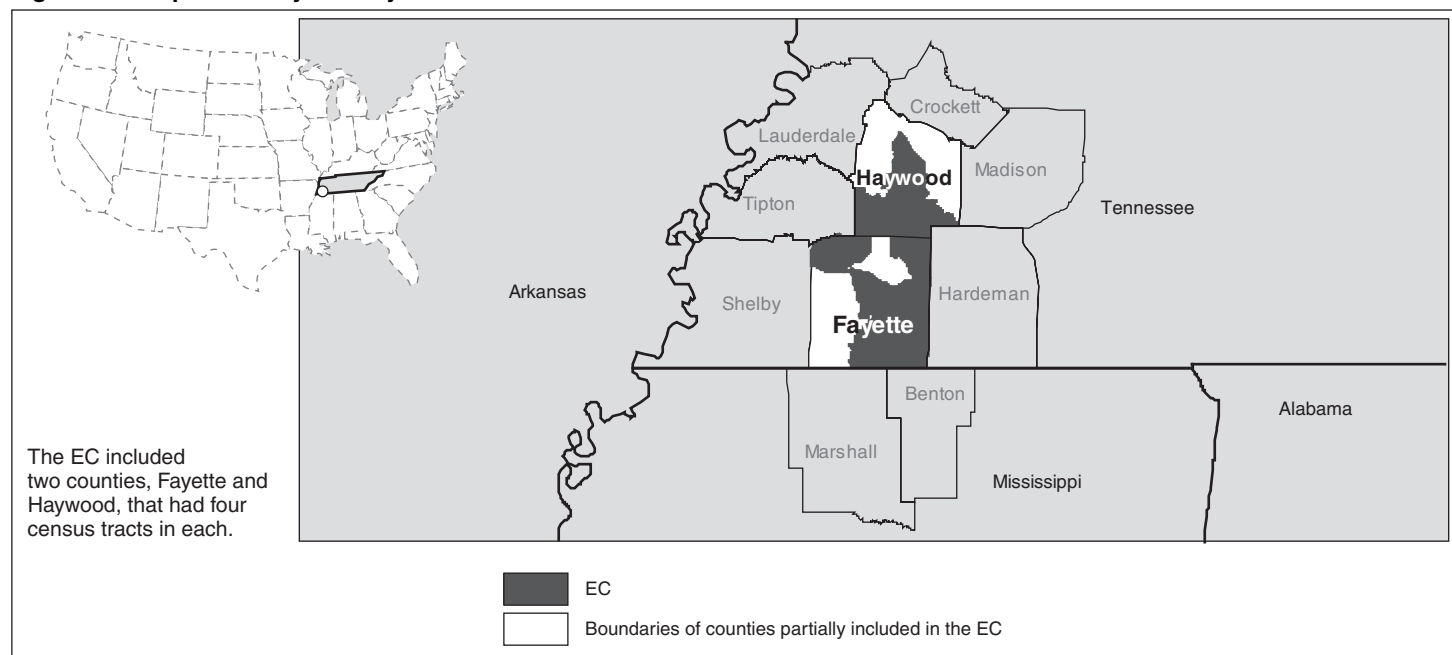 Crockett
Lauderdale
Haywood
Madison
Tipton
Tennessee
Arkansas
Shelby
Hardeman
Fayette
Benton
Alabama
Marshall
Mississippi
The EC included
two counties, Fayette and
Haywood, that had four
census tracts in each.
EC
Boundaries of counties partially included in the EC